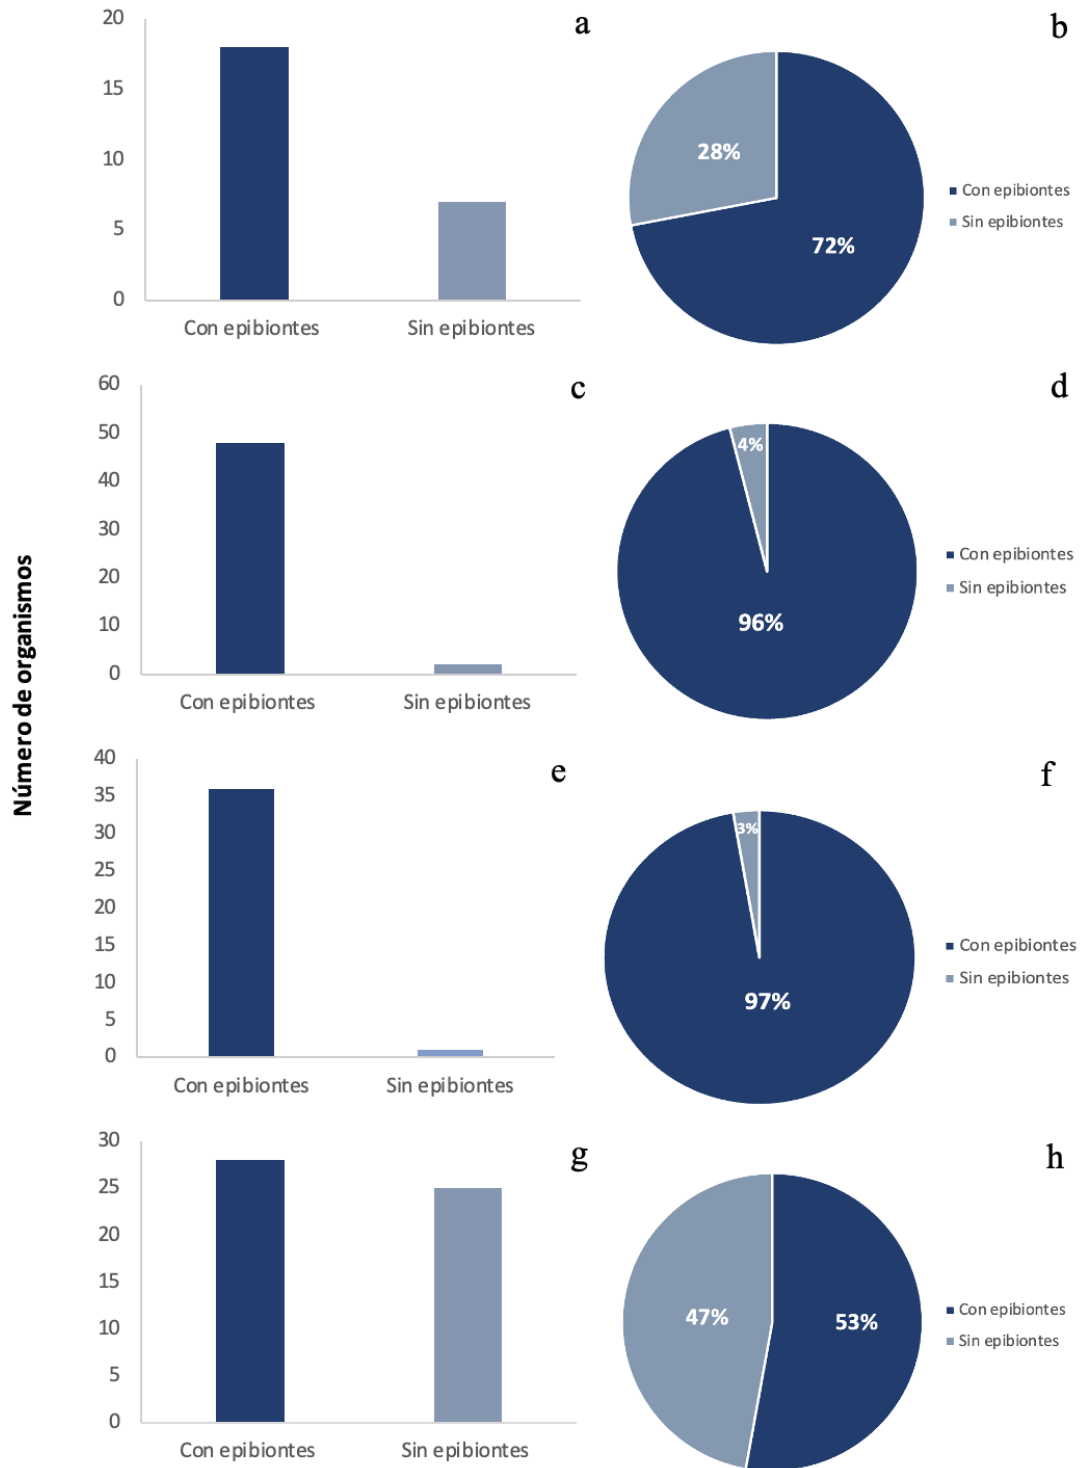 Número de organismos
20
15
10
5
0
Con epibiontes
Sin epibiontes
a
b
28%
72%
Con epibiontes
Sin epibiontes
60
50
40
30
20
10
0
Con epibiontes
Sin epibiontes
c
d
4%
96%
Con epibiontes
Sin epibiontes
40
35
30
25
20
15
10
5
0
Con epibiontes
Sin epibiontes
e
f
3%
97%
Con epibiontes
Sin epibiontes
30
25
20
15
10
5
0
Con epibiontes
Sin epibiontes
g
h
47%
53%
Con epibiontes
Sin epibiontes